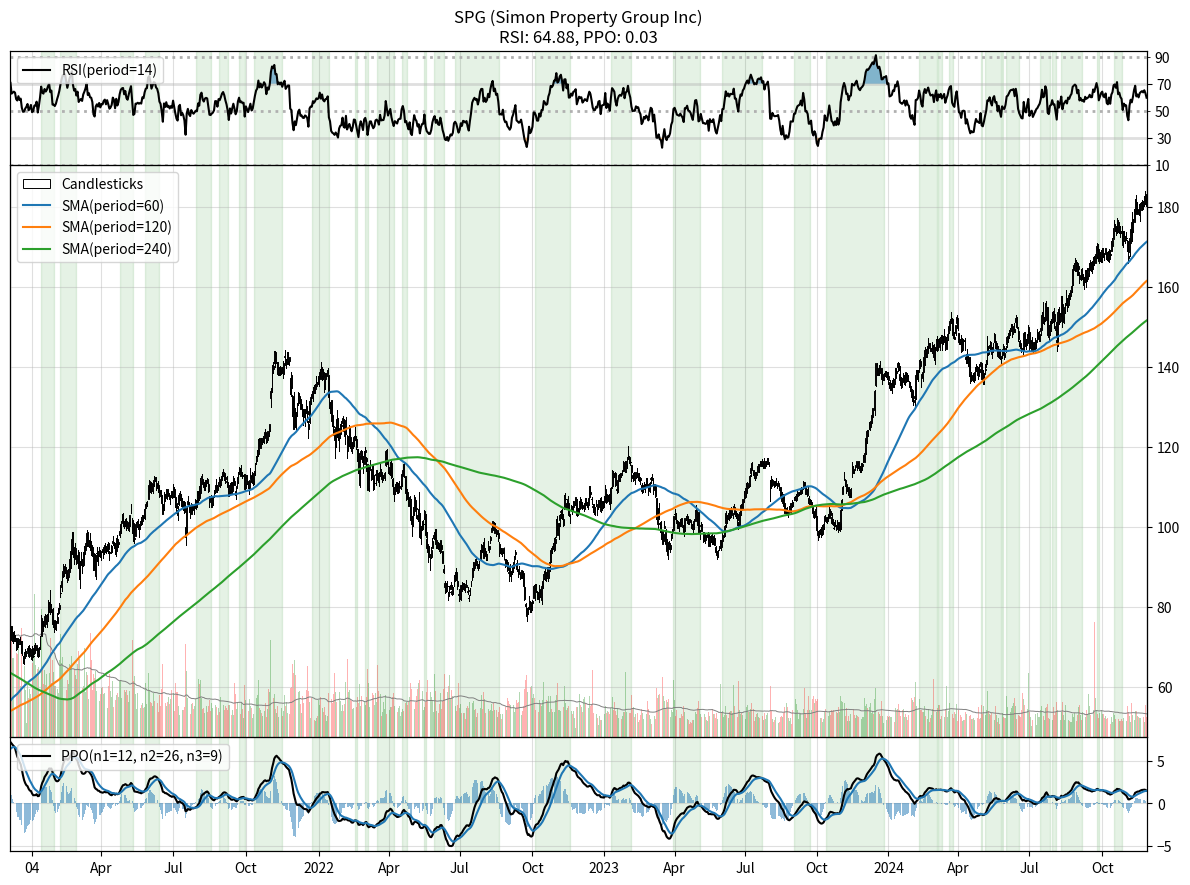 SPG (Simon Property Group Inc)
RSI: 64.88, PPO: 0.03
RSI(period=14)
90
70
50
30
10
Candlesticks
SMA(period=60)
SMA(period=120)
SMA(period=240)
180
160
140
120
100
80
60
PPO(n1=12, n2=26, n3=9)
5
0
−5
04 Apr Jul Oct 2022 Apr Jul Oct 2023 Apr Jul Oct 2024 Apr Jul Oct